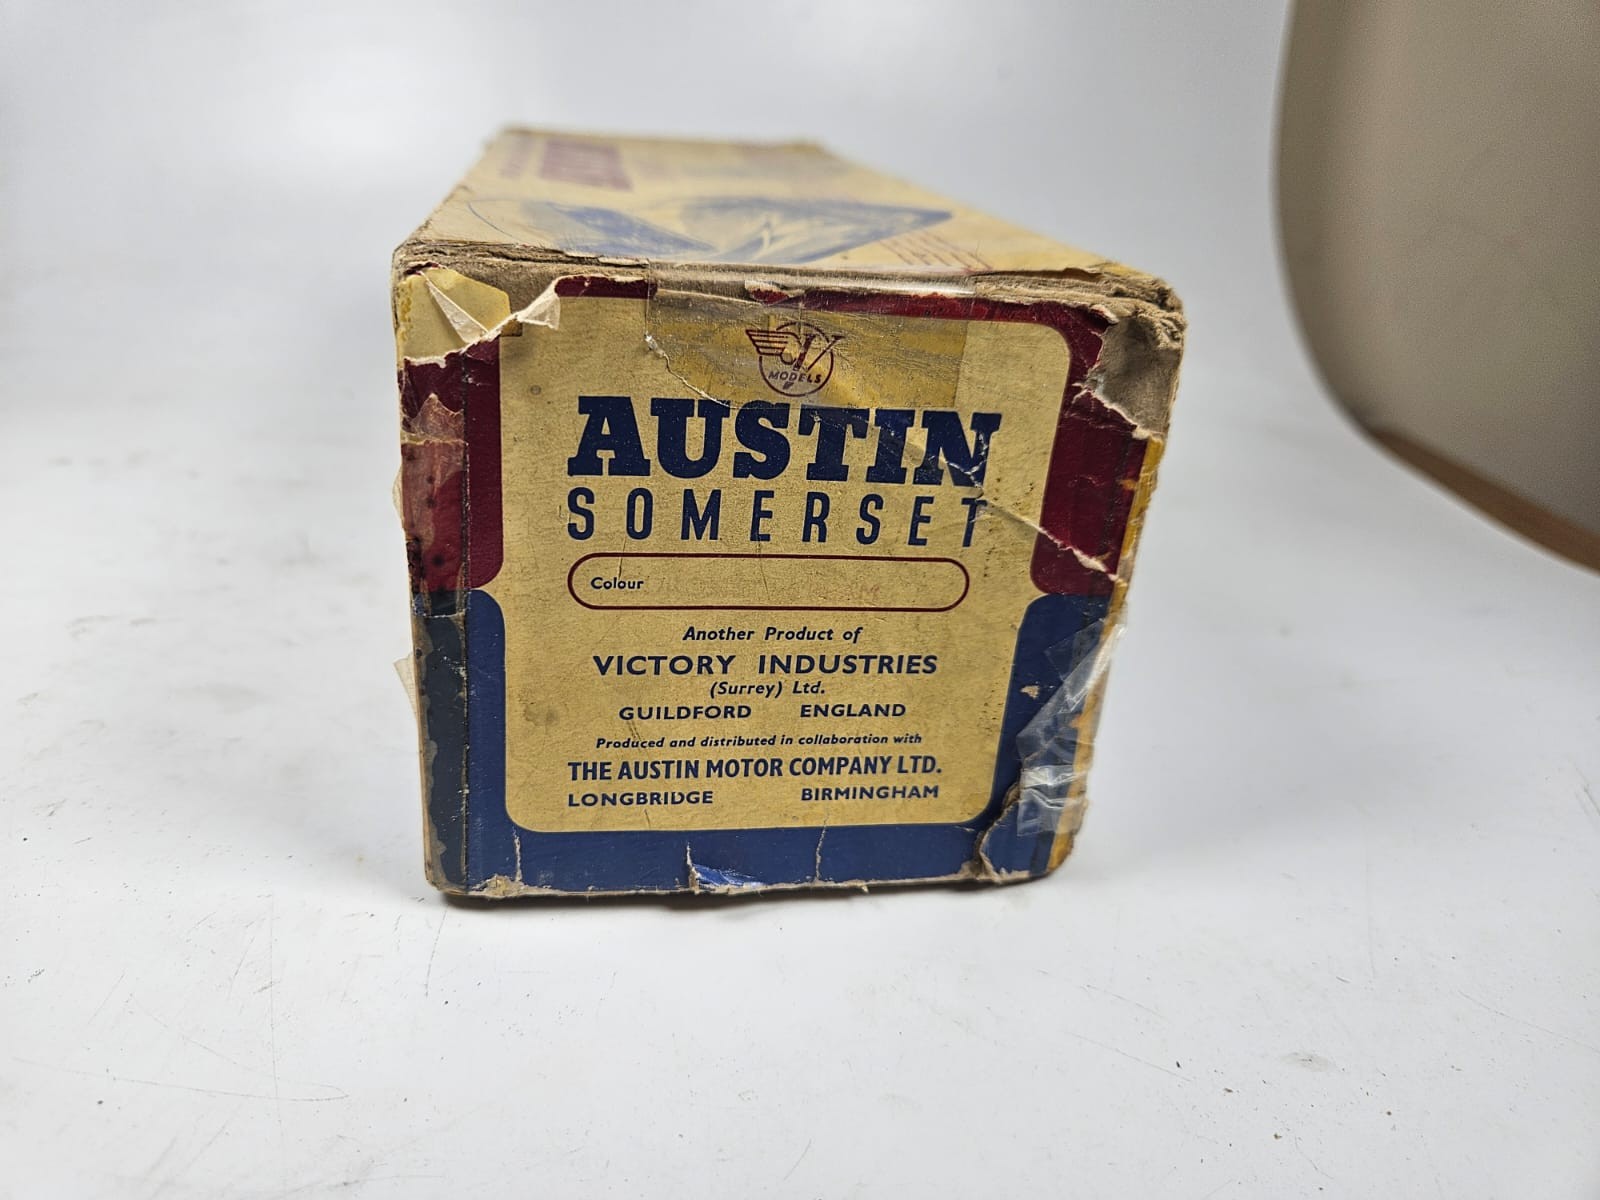 VI
MODELS
AUSTIN
SOMERSET
Colour
Another Product of
VICTORY INDUSTRIES
(Surrey) Ltd.
GUILDFORD ENGLAND
Produced and distributed in collaboration with
THE AUSTIN MOTOR COMPANY LTD.
LONGBRIDGE BIRMINGHAM